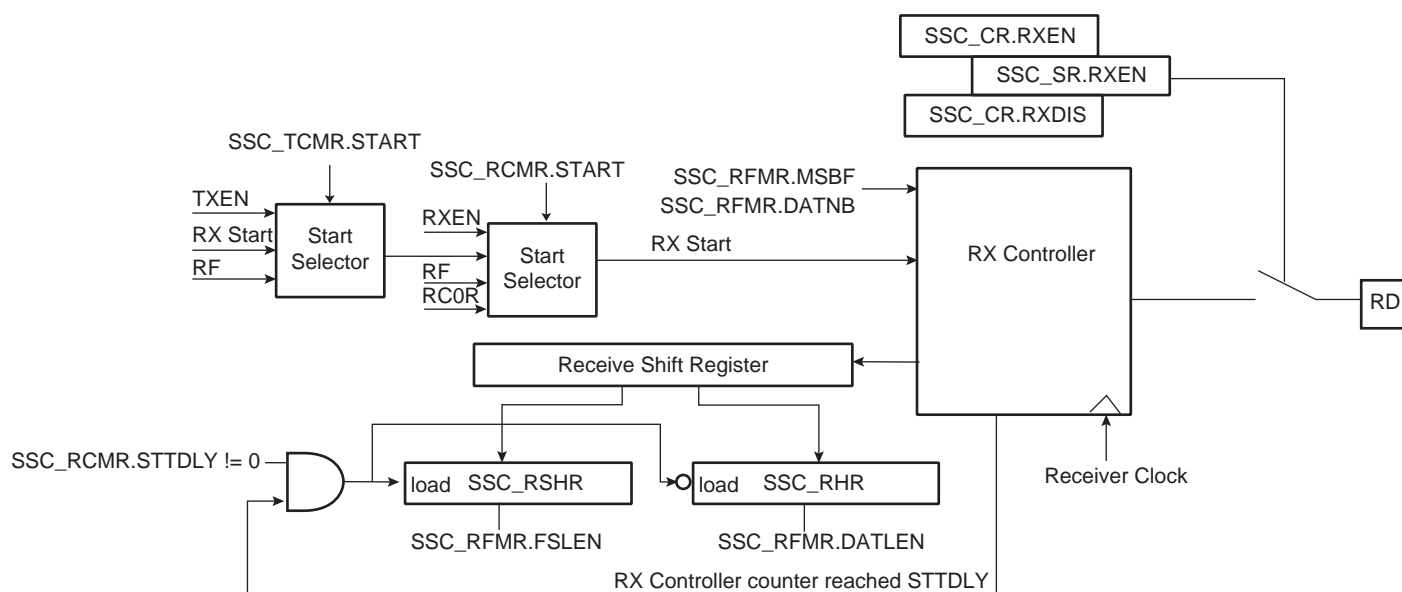 SSC_CR.RXEN
SSC_SR.RXEN
SSC_CR.RXDIS
SSC_TCMR.START
SSC_RCMR.START
SSC_RFMR.MSBF
SSC_RFMR.DATNB
TXEN
RX Start
RF
Start
Selector
RXEN
RF
RC0R
Start
Selector
RX Start
RX Controller
RD
Receive Shift Register
SSC_RCMR.STTDLY != 0
load SSC_RSHR
load SSC_RHR
Receiver Clock
SSC_RFMR.FSLEN
SSC_RFMR.DATLEN
RX Controller counter reached STTDLY